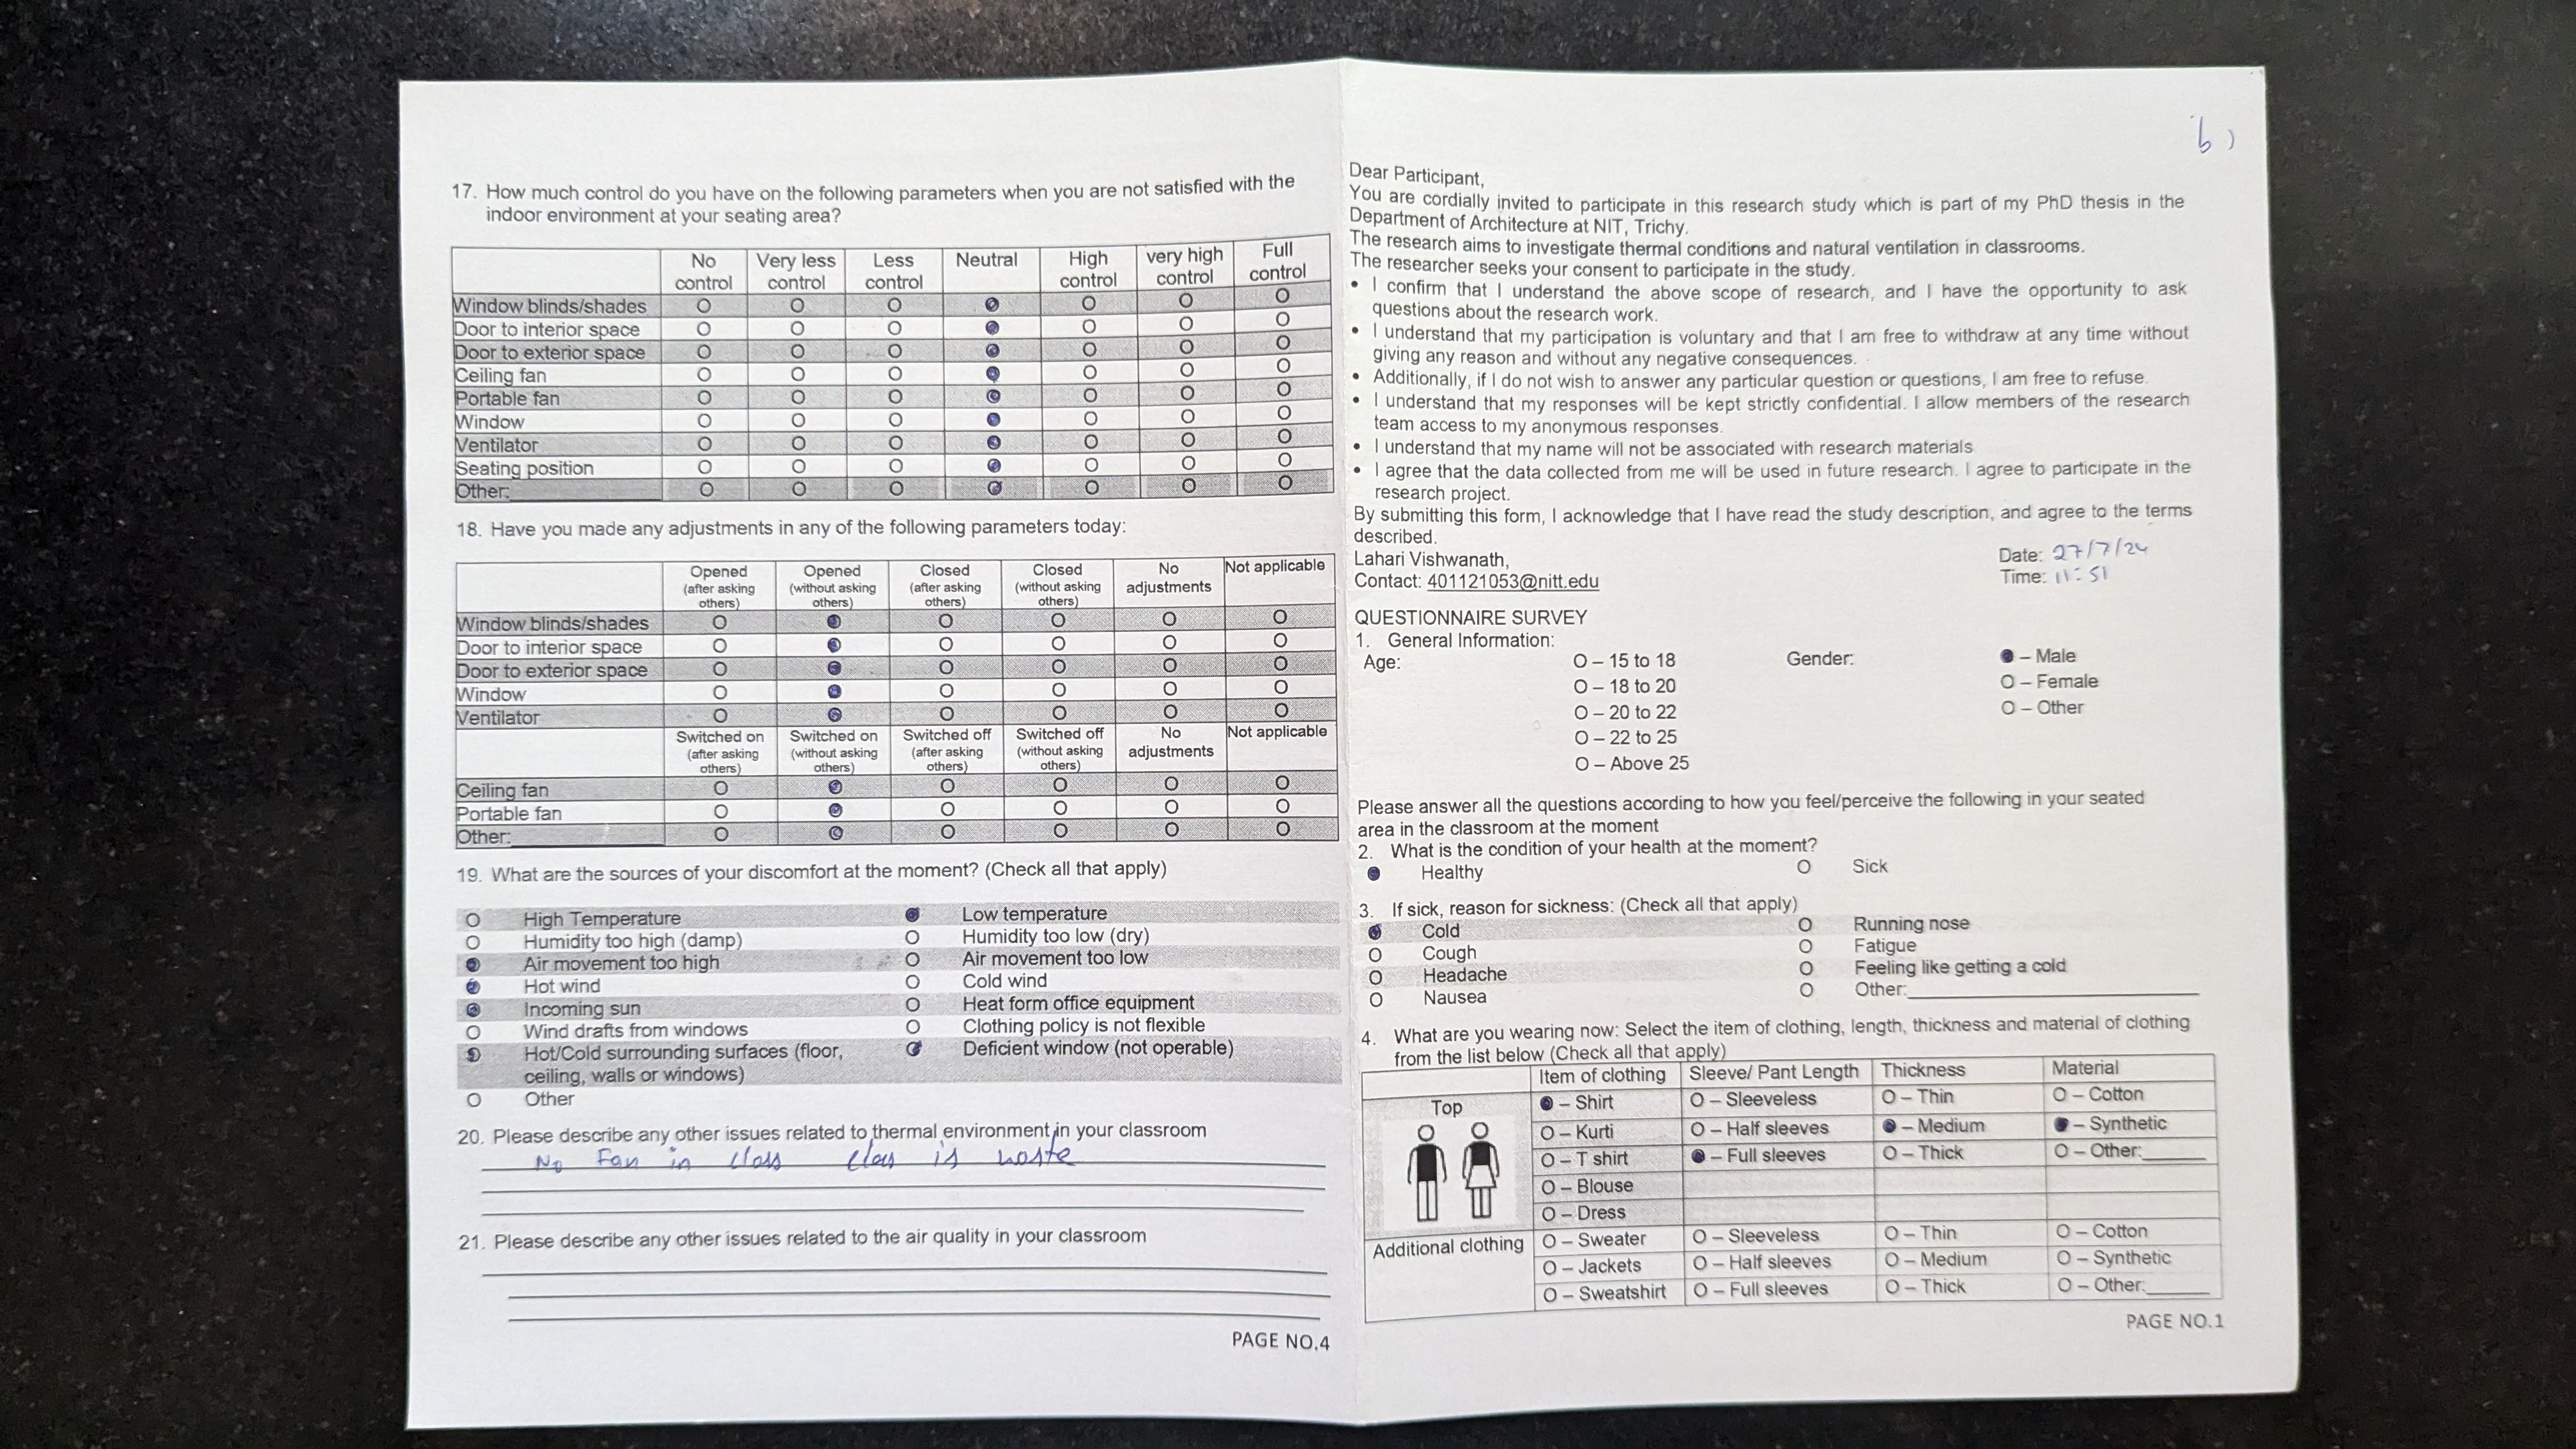 17. How much control do you have on the following parameters when you are not satisfied with the
indoor environment at your seating area?
No control Very less control Less control Neutral High control very high control Full control
Window blinds/shades O O O O O O
Door to interior space O O O O O O
Door to exterior space O O O O O O
Ceiling fan O O O O O O
Portable fan O O O O O O
Window O O O O O O
Ventilator O O O O O O
Seating position O O O O O O
Other: O O O O O O
18. Have you made any adjustments in any of the following parameters today:
Opened (after asking others) Opened (without asking others) Closed (after asking others) Closed (without asking others) No adjustments Not applicable
Window blinds/shades O O O O O
Door to interior space O O O O O
Door to exterior space O O O O O
Window O O O O O
Ventilator O O O O O
Switched on (after asking others) Switched on (without asking others) Switched off (after asking others) Switched off (without asking others) No adjustments Not applicable
Ceiling fan O O O O O
Portable fan O O O O O
Other: O O O O O
19. What are the sources of your discomfort at the moment? (Check all that apply)
O High Temperature Low temperature
O Humidity too high (damp) O Humidity too low (dry)
Air movement too high O Air movement too low
Hot wind O Cold wind
Incoming sun O Heat form office equipment
O Wind drafts from windows O Clothing policy is not flexible
Hot/Cold surrounding surfaces (floor, Deficient window (not operable)
ceiling, walls or windows)
O Other
20. Please describe any other issues related to thermal environment in your classroom
No Fan in class class is waste
21. Please describe any other issues related to the air quality in your classroom
PAGE NO.4
Dear Participant,
You are cordially invited to participate in this research study which is part of my PhD thesis in the
Department of Architecture at NIT, Trichy.
The research aims to investigate thermal conditions and natural ventilation in classrooms.
The researcher seeks your consent to participate in the study.
• I confirm that I understand the above scope of research, and I have the opportunity to ask
questions about the research work.
• I understand that my participation is voluntary and that I am free to withdraw at any time without
giving any reason and without any negative consequences.
• Additionally, if I do not wish to answer any particular question or questions, I am free to refuse.
• I understand that my responses will be kept strictly confidential. I allow members of the research
team access to my anonymous responses.
• I understand that my name will not be associated with research materials
• I agree that the data collected from me will be used in future research. I agree to participate in the
research project.
By submitting this form, I acknowledge that I have read the study description, and agree to the terms
described.
Lahari Vishwanath, Date: 27/7/24
Contact: 401121053@nitt.edu Time: 11:51
QUESTIONNAIRE SURVEY
1. General Information:
Age: O – 15 to 18 Gender: – Male
O – 18 to 20 O – Female
O – 20 to 22 O – Other
O – 22 to 25
O – Above 25
Please answer all the questions according to how you feel/perceive the following in your seated
area in the classroom at the moment
2. What is the condition of your health at the moment?
Healthy O Sick
3. If sick, reason for sickness: (Check all that apply)
Cold O Running nose
O Cough O Fatigue
O Headache O Feeling like getting a cold
O Nausea O Other:
4. What are you wearing now: Select the item of clothing, length, thickness and material of clothing
from the list below (Check all that apply)
Item of clothing Sleeve/ Pant Length Thickness Material
Top – Shirt O – Sleeveless O – Thin O – Cotton
O – Kurti O – Half sleeves – Medium – Synthetic
O – T shirt – Full sleeves O – Thick O – Other:
O – Blouse
O – Dress
Additional clothing O – Sweater O – Sleeveless O – Thin O – Cotton
O – Jackets O – Half sleeves O – Medium O – Synthetic
O – Sweatshirt O – Full sleeves O – Thick O – Other:
PAGE NO.1